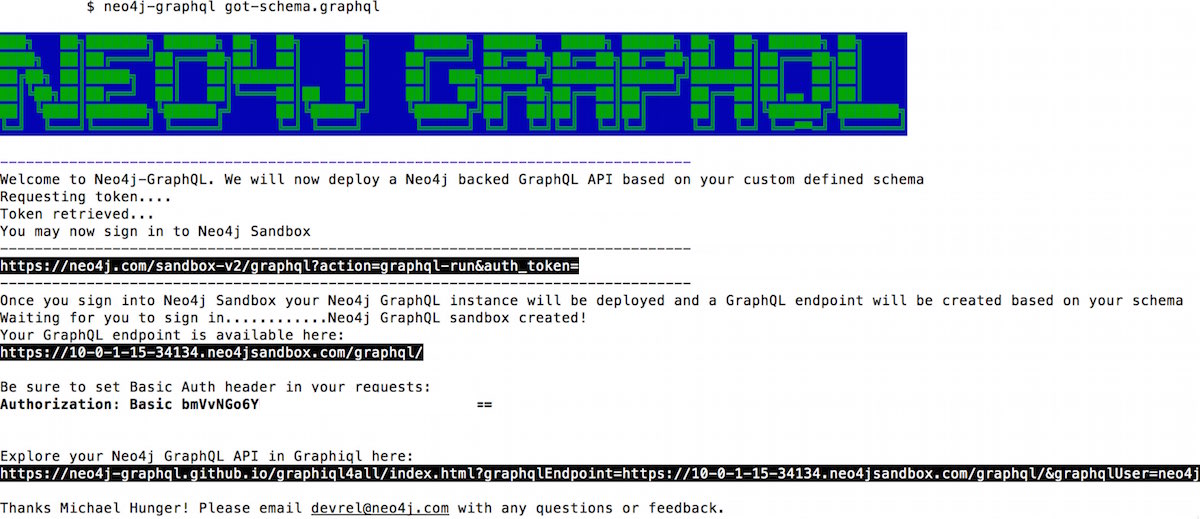 $ neo4j-graphql got-schema.graphql
NEO4J GRAPHQL
--------------------------------------------------------------------------------
Welcome to Neo4j-GraphQL. We will now deploy a Neo4j backed GraphQL API based on your custom defined schema
Requesting token....
Token retrieved...
You may now sign in to Neo4j Sandbox
--------------------------------------------------------------------------------
https://neo4j.com/sandbox-v2/graphql?action=graphql-run&auth_token=
--------------------------------------------------------------------------------
Once you sign into Neo4j Sandbox your Neo4j GraphQL instance will be deployed and a GraphQL endpoint will be created based on your schema
Waiting for you to sign in............Neo4j GraphQL sandbox created!
Your GraphQL endpoint is available here:
https://10-0-1-15-34134.neo4jsandbox.com/graphql/
Be sure to set Basic Auth header in your requests:
Authorization: Basic bmVvNGo6Y ==
Explore your Neo4j GraphQL API in Graphiql here:
https://neo4j-graphql.github.io/graphiql4all/index.html?graphqlEndpoint=https://10-0-1-15-34134.neo4jsandbox.com/graphql/&graphqlUser=neo4j
Thanks Michael Hunger! Please email devrel@neo4j.com with any questions or feedback.